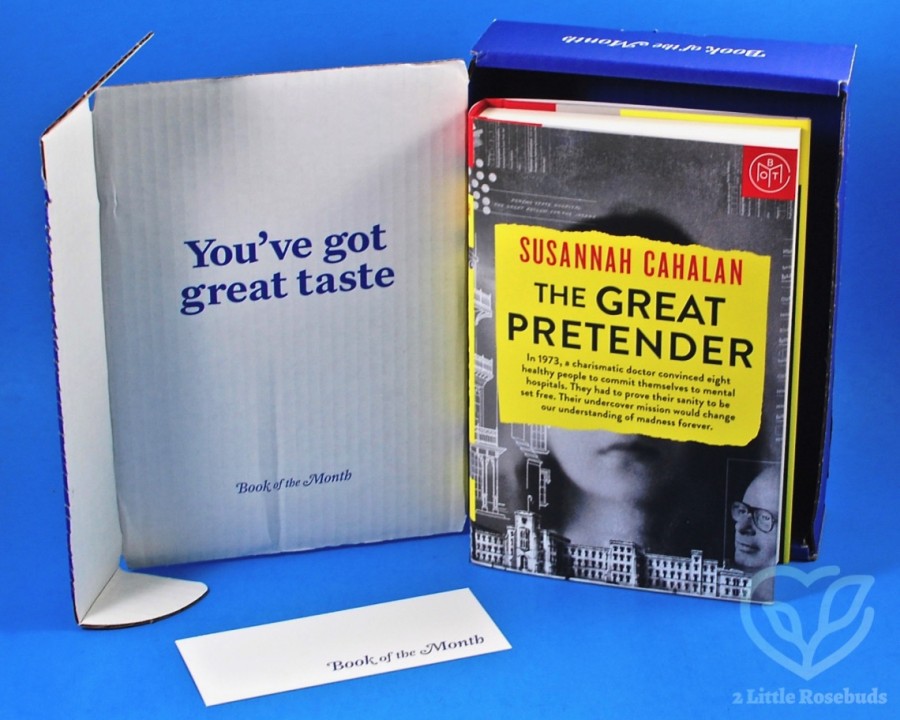 You've got
great taste
Book of the Month
Book of the Month
B
O T
M
SUSANNAH CAHALAN
THE GREAT
PRETENDER
In 1973, a charismatic doctor convinced eight
healthy people to commit themselves to mental
hospitals. They had to prove their sanity to be
set free. Their undercover mission would change
our understanding of madness forever.
Book of the Month
2 Little Rosebuds